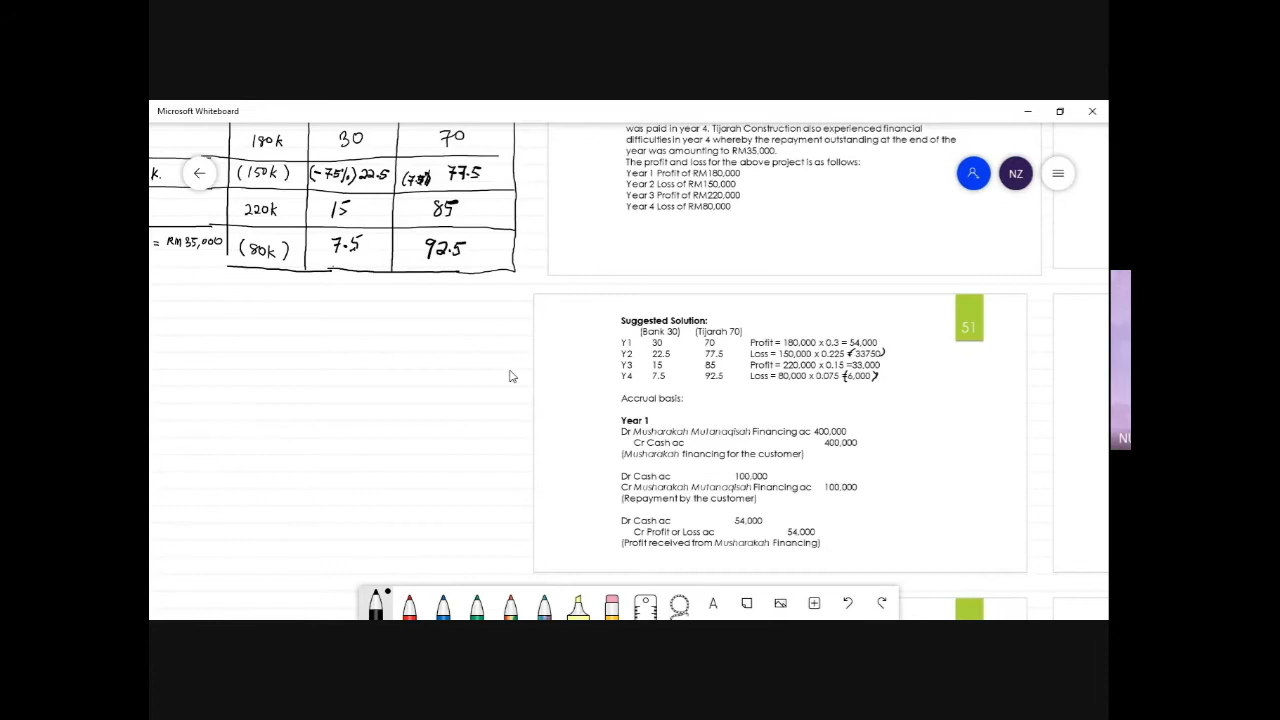 Microsoft Whiteboard
180k 30 70
k. (150k) (-7.5%) 22.5 77.5
220k 15 85
= RM 35,000 (80k) 7.5 92.5
was paid in year 4. Tijarah Construction also experienced financial
difficulties in year 4 whereby the repayment outstanding at the end of the
year was amounting to RM35,000.
The profit and loss for the above project is as follows:
Year 1 Profit of RM180,000
Year 2 Loss of RM150,000
Year 3 Profit of RM220,000
Year 4 Loss of RM80,000
NZ
51
Suggested Solution:
(Bank 30) (Tijarah 70)
Y1 30 70 Profit = 180,000 x 0.3 = 54,000
Y2 22.5 77.5 Loss = 150,000 x 0.225 = (33750)
Y3 15 85 Profit = 220,000 x 0.15 =33,000
Y4 7.5 92.5 Loss = 80,000 x 0.075 = (6,000)
Accrual basis:
Year 1
Dr Musharakah Mutanaqisah Financing ac 400,000
Cr Cash ac 400,000
(Musharakah financing for the customer)
Dr Cash ac 100,000
Cr Musharakah Mutanaqisah Financing ac 100,000
(Repayment by the customer)
Dr Cash ac 54,000
Cr Profit or Loss ac 54,000
(Profit received from Musharakah Financing)
A